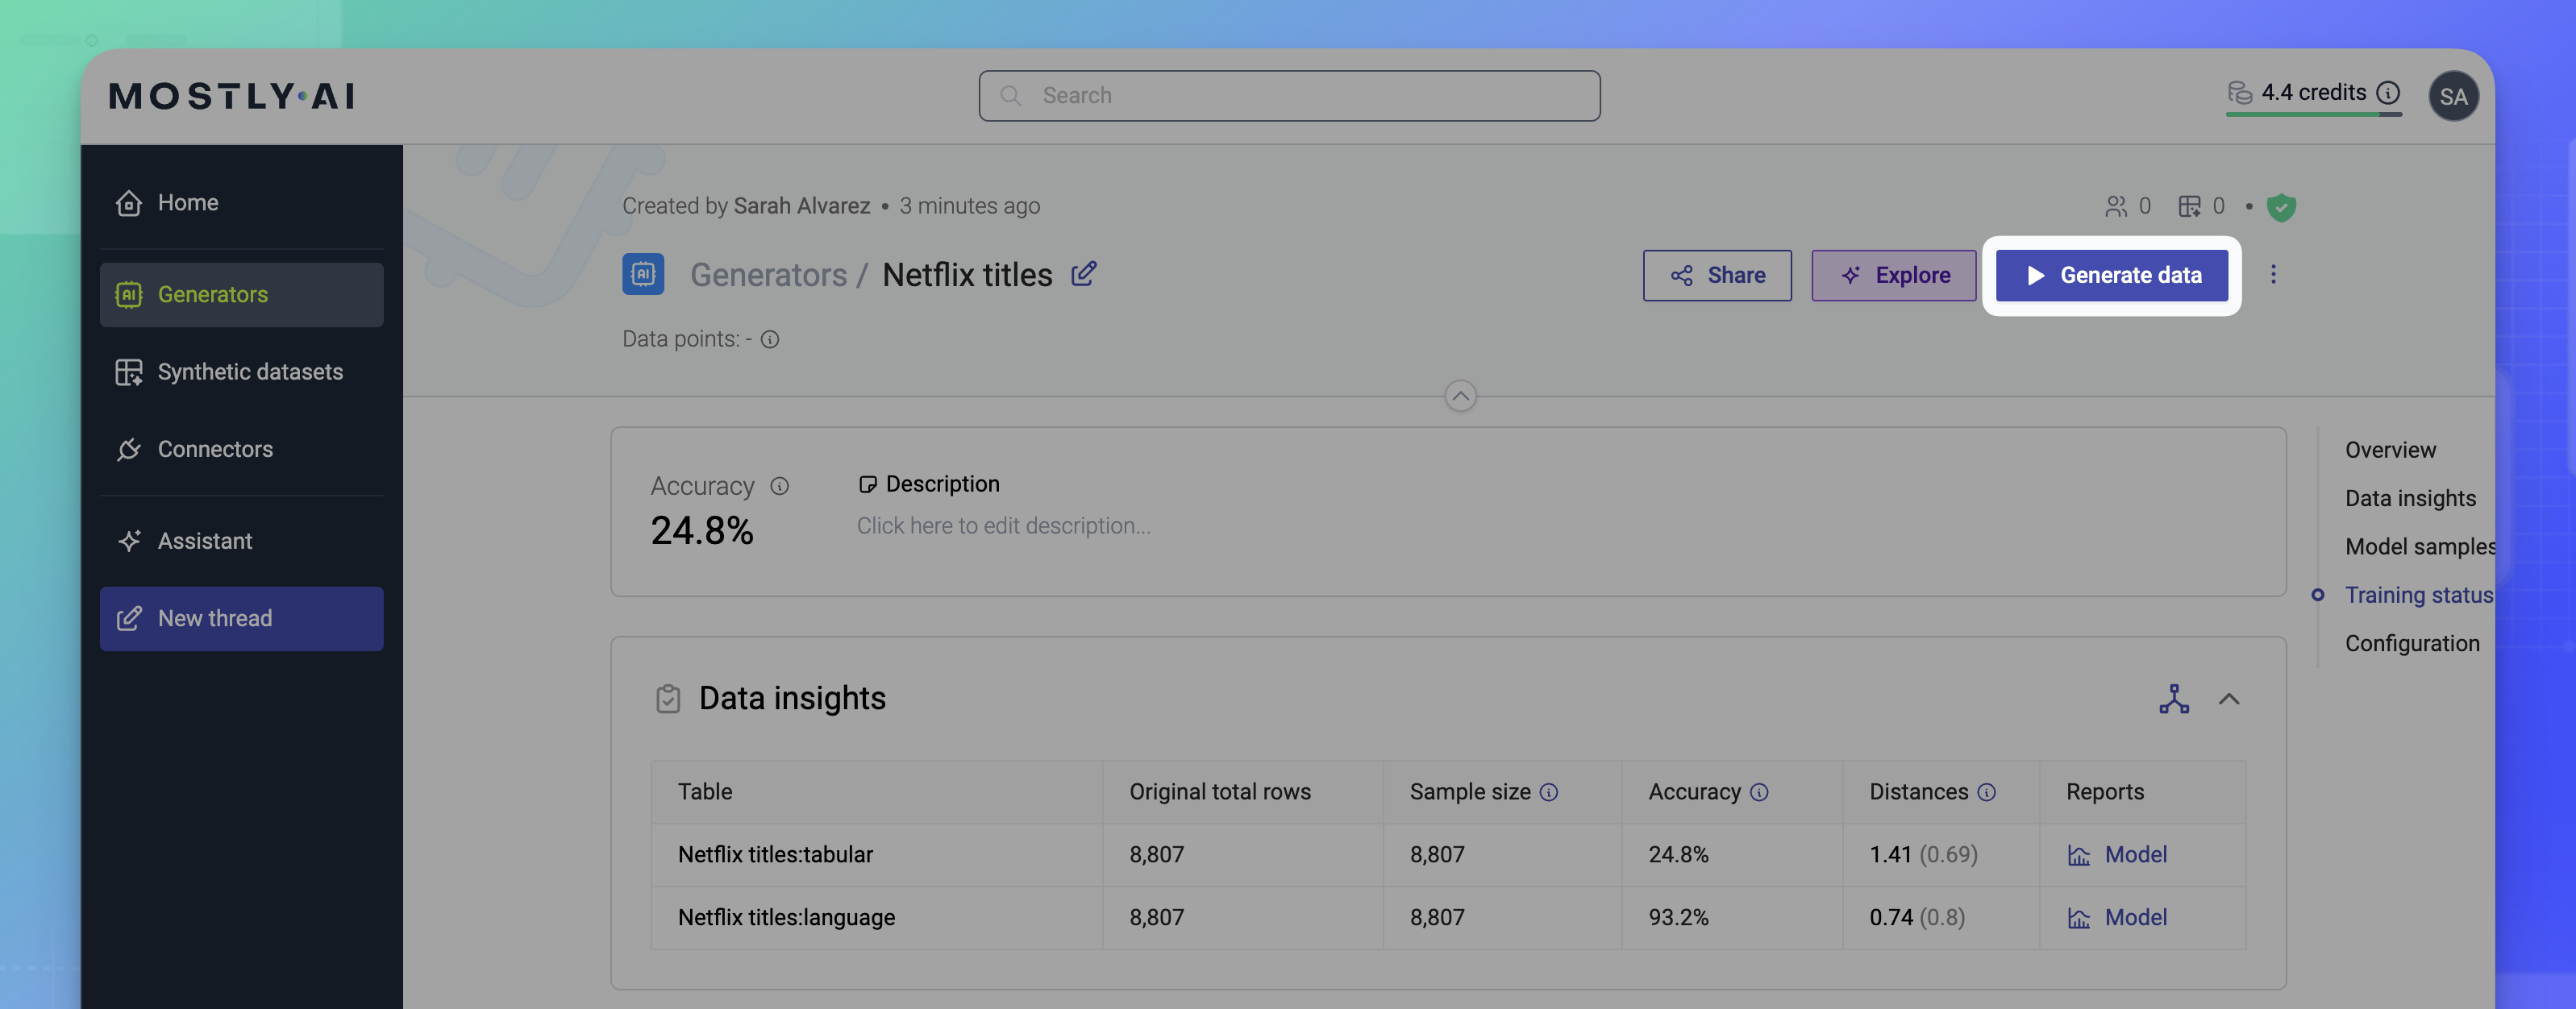 MOSTLY•AI
Search
4.4 credits
SA
Home
Generators
Synthetic datasets
Connectors
Assistant
New thread
Created by Sarah Alvarez • 3 minutes ago
0 0 •
AI Generators / Netflix titles
Share
Explore
Generate data
Data points: -
Accuracy
24.8%
Description
Click here to edit description...
Overview
Data insights
Model samples
Training status
Configuration
Data insights
Table Original total rows Sample size Accuracy Distances Reports
Netflix titles:tabular 8,807 8,807 24.8% 1.41 (0.69) Model
Netflix titles:language 8,807 8,807 93.2% 0.74 (0.8) Model